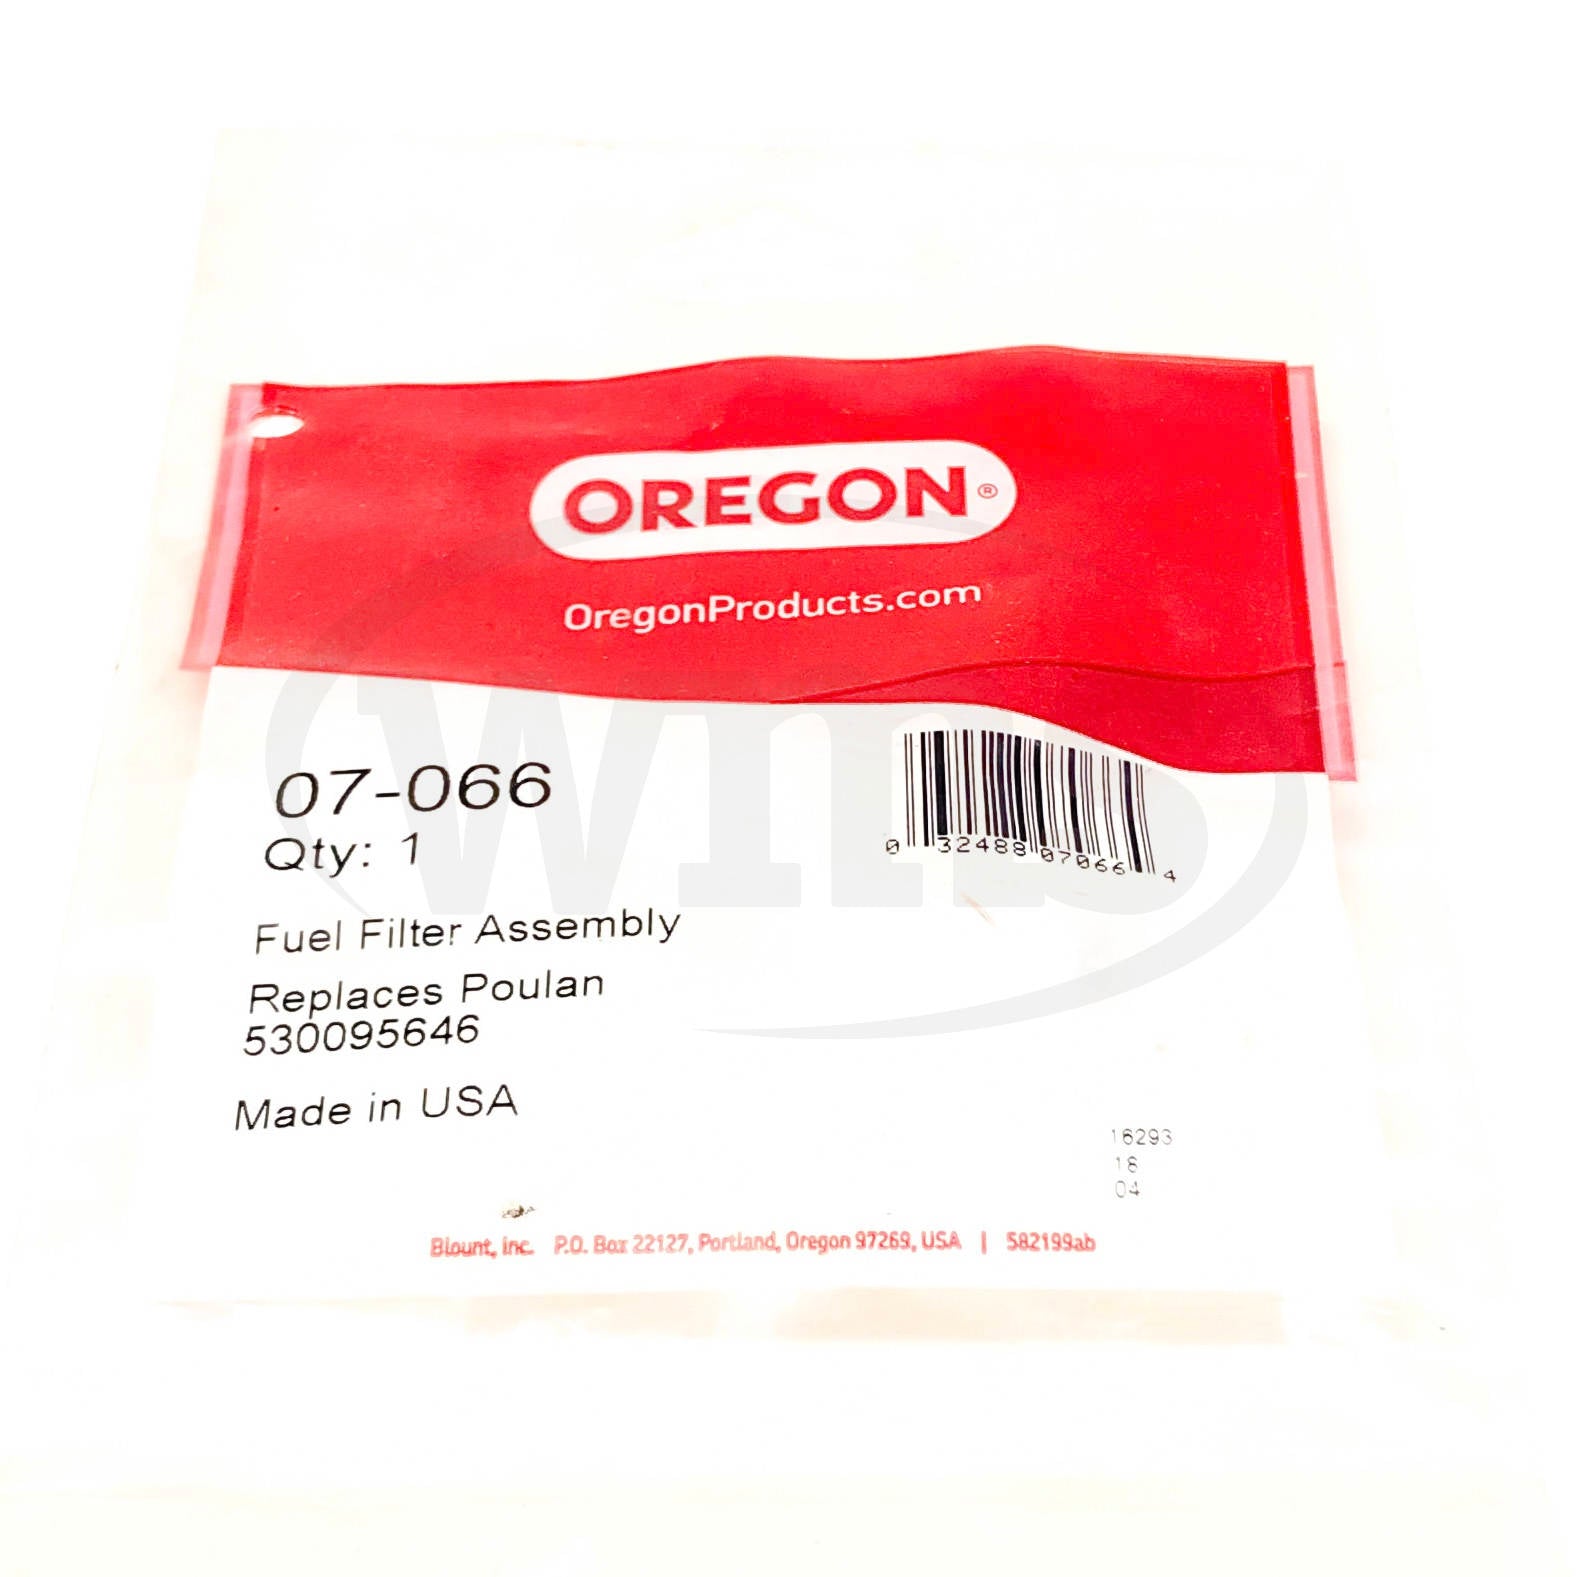 OREGON®
OregonProducts.com
07-066
Qty: 1
0 32488 07066 4
Fuel Filter Assembly
Replaces Poulan
530095646
Made in USA
16293
18
04
Blount, Inc. P.O. Box 22127, Portland, Oregon 97269, USA | 582199ab
wms